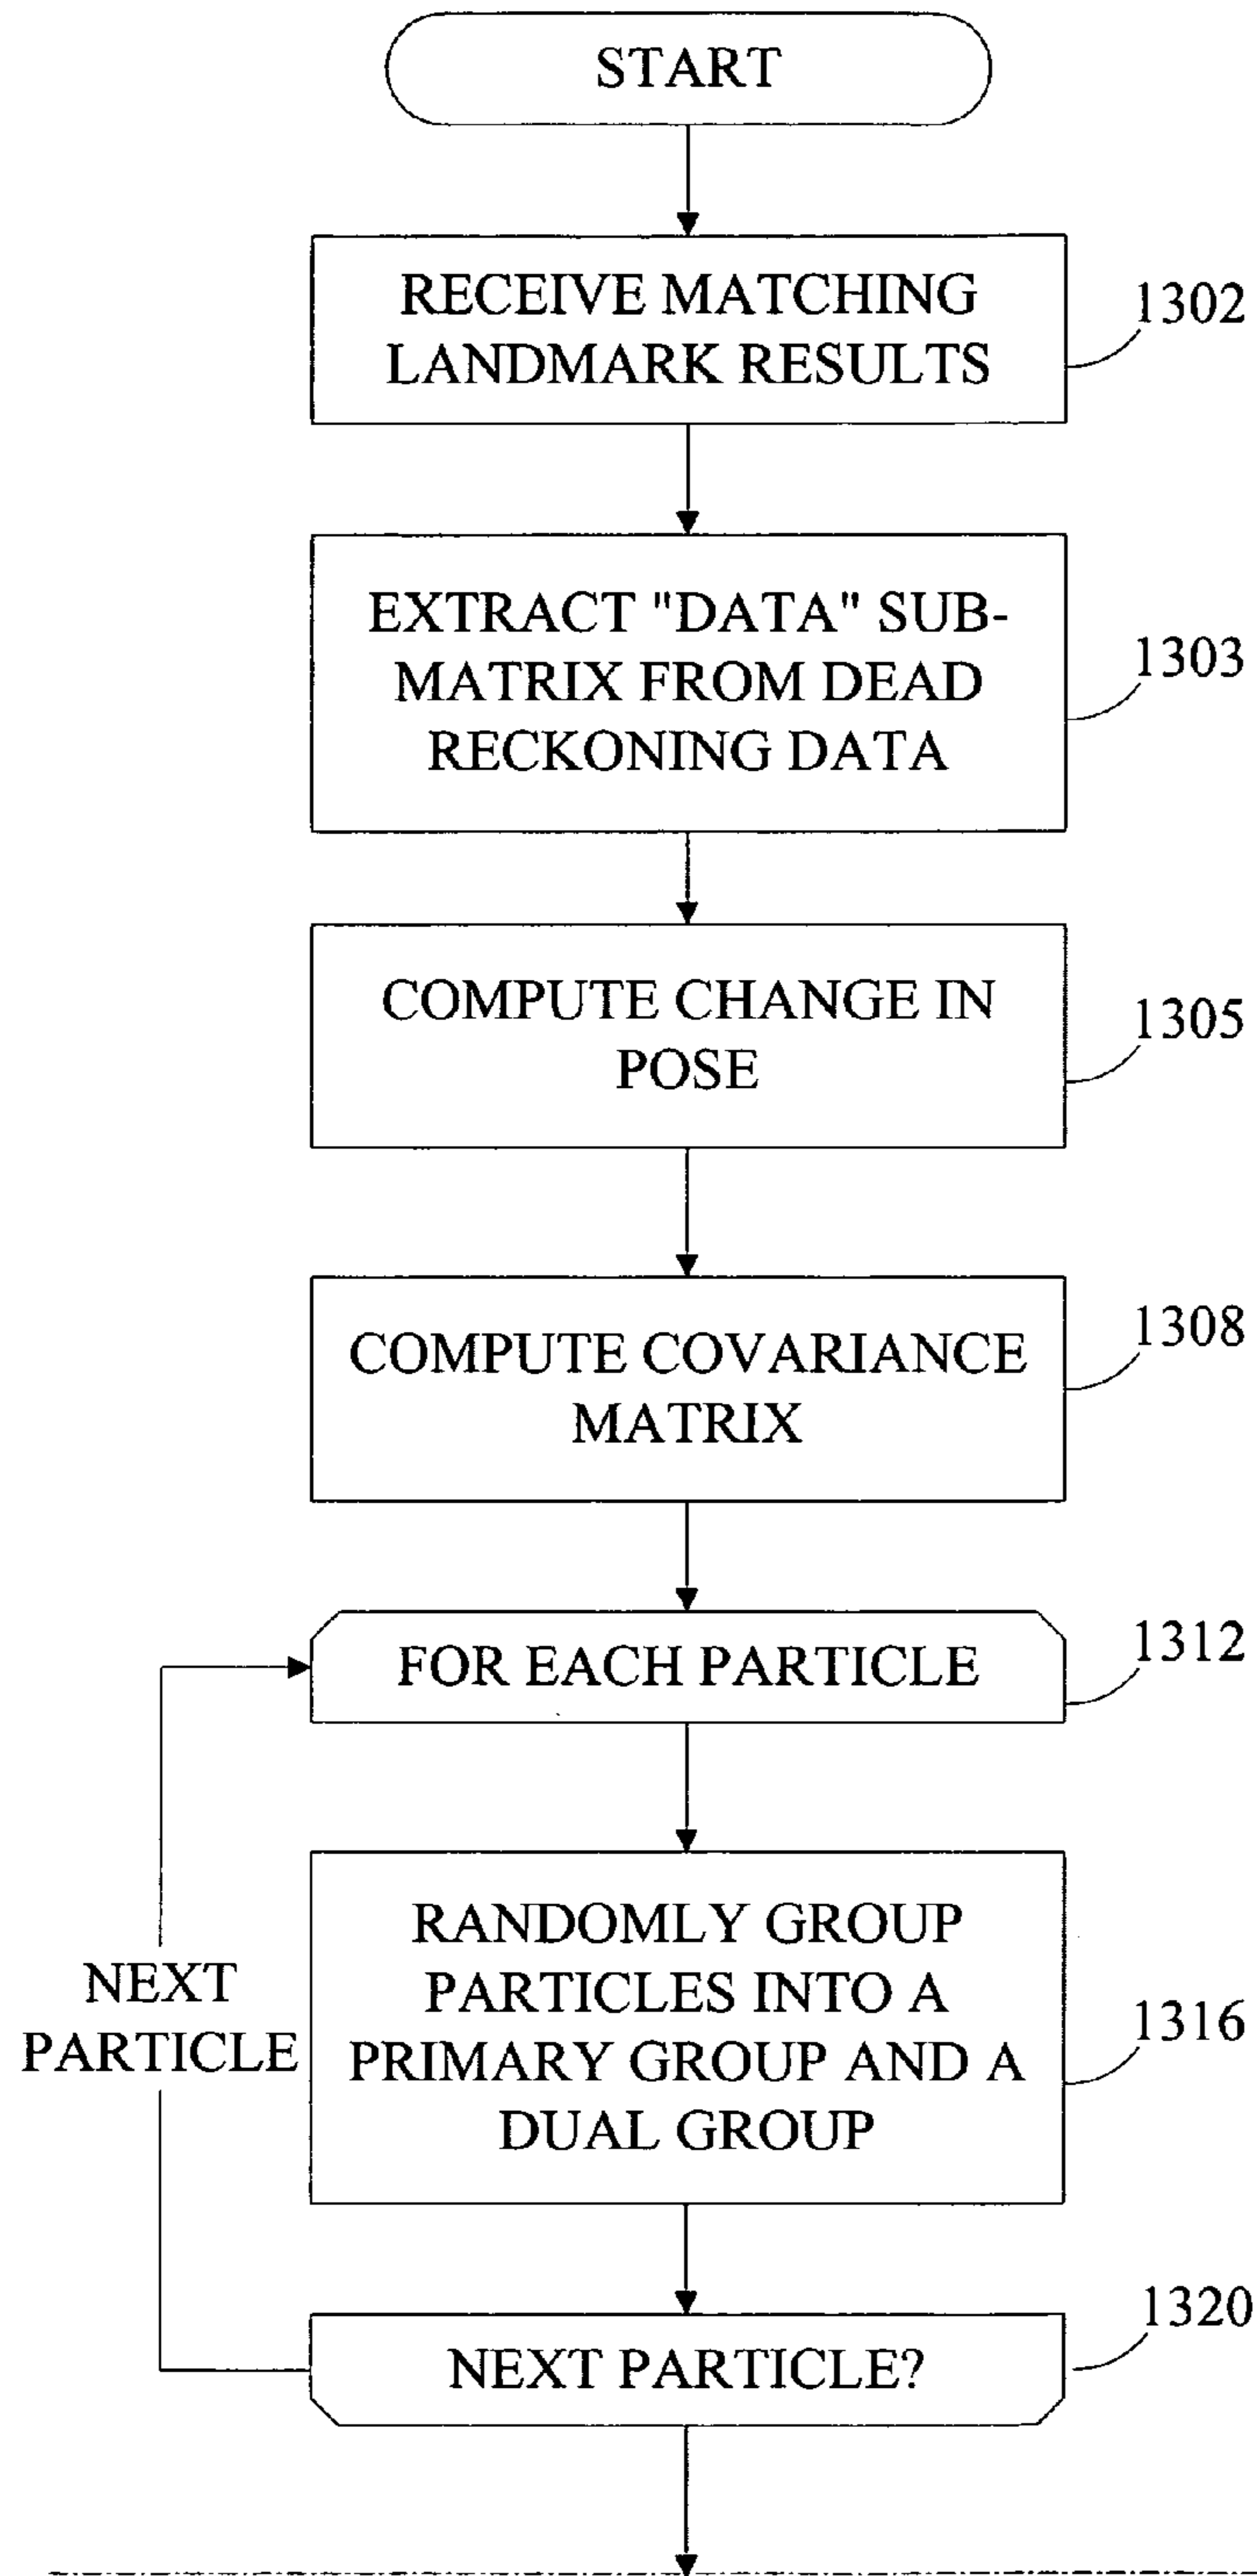 START
RECEIVE MATCHING
LANDMARK RESULTS
1302
EXTRACT "DATA" SUB-
MATRIX FROM DEAD
RECKONING DATA
1303
COMPUTE CHANGE IN
POSE
1305
COMPUTE COVARIANCE
MATRIX
1308
FOR EACH PARTICLE
1312
RANDOMLY GROUP
PARTICLES INTO A
PRIMARY GROUP AND A
DUAL GROUP
1316
NEXT
PARTICLE
NEXT PARTICLE?
1320